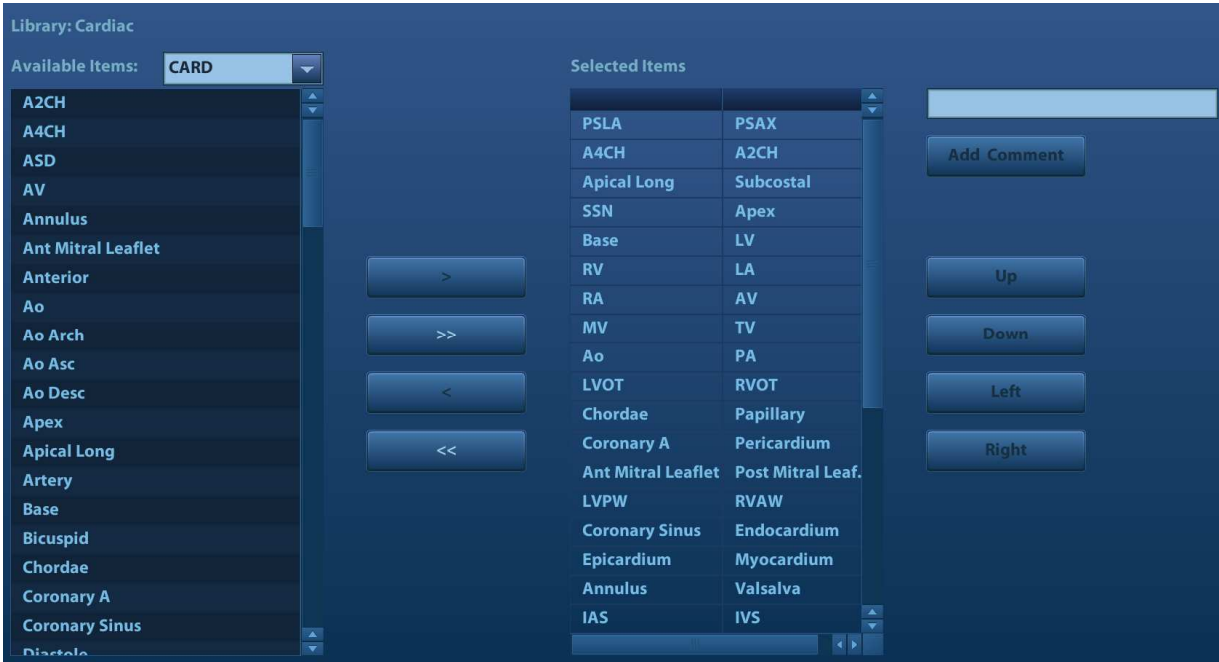 Library: Cardiac
Available Items: CARD
A2CH
A4CH
ASD
AV
Annulus
Ant Mitral Leaflet
Anterior
Ao
Ao Arch
Ao Asc
Ao Desc
Apex
Apical Long
Artery
Base
Bicuspid
Chordae
Coronary A
Coronary Sinus
Diastole
>
>>
<
<<
Selected Items
PSLA PSAX
A4CH A2CH
Apical Long Subcostal
SSN Apex
Base LV
RV LA
RA AV
MV TV
Ao PA
LVOT RVOT
Chordae Papillary
Coronary A Pericardium
Ant Mitral Leaflet Post Mitral Leaf.
LVPW RVAW
Coronary Sinus Endocardium
Epicardium Myocardium
Annulus Valsalva
IAS IVS
Add Comment
Up
Down
Left
Right